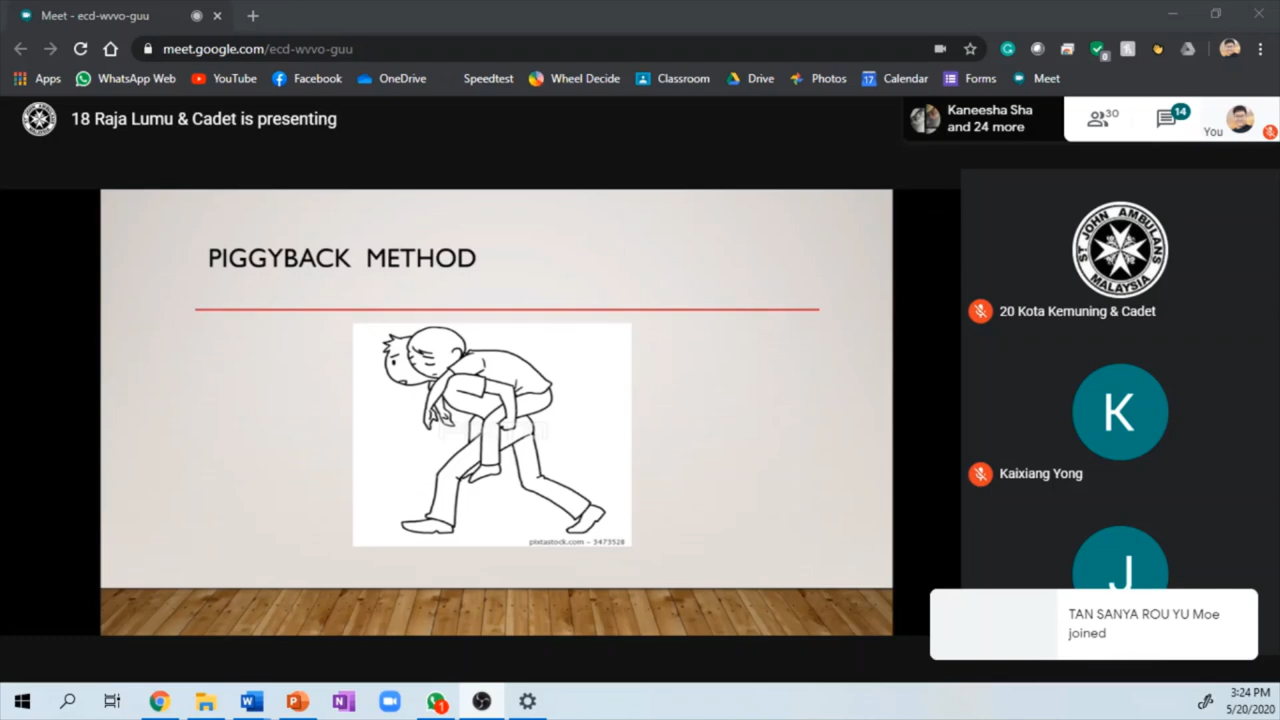 Meet - ecd-wvvo-guu
meet.google.com/ecd-wvvo-guu
Apps WhatsApp Web YouTube Facebook OneDrive Speedtest Wheel Decide Classroom Drive Photos 17 Calendar Forms Meet
18 Raja Lumu & Cadet is presenting
Kaneesha Sha
and 24 more
30
14
You
PIGGYBACK METHOD
pixtastock.com - 3473528
ST JOHN AMBULANS
MALAYSIA
20 Kota Kemuning & Cadet
K
Kaixiang Yong
J
TAN SANYA ROU YU Moe
joined
3:24 PM
5/20/2020